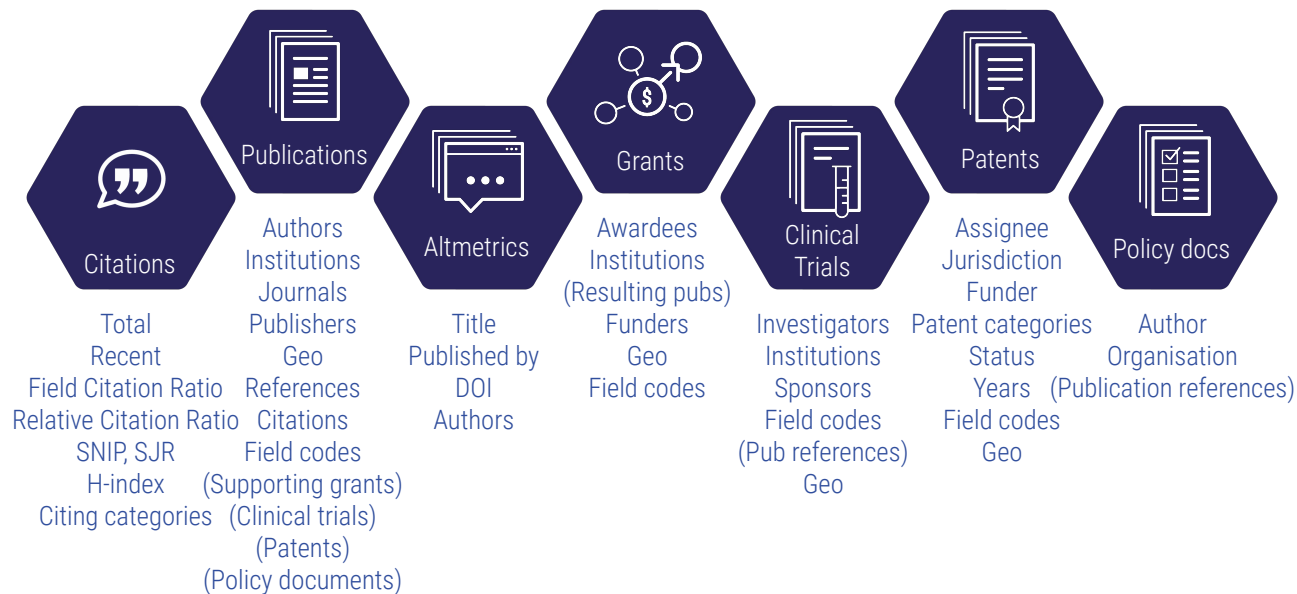 Citations
Total
Recent
Field Citation Ratio
Relative Citation Ratio
SNIP, SJR
H-index
Citing categories
Publications
Authors
Institutions
Journals
Publishers
Geo
References
Citations
Field codes
(Supporting grants)
(Clinical trials)
(Patents)
(Policy documents)
Altmetrics
Title
Published by
DOI
Authors
$
Grants
Awardees
Institutions
(Resulting pubs)
Funders
Geo
Field codes
Clinical
Trials
Investigators
Institutions
Sponsors
Field codes
(Pub references)
Geo
Patents
Assignee
Jurisdiction
Funder
Patent categories
Status
Years
Field codes
Geo
Policy docs
Author
Organisation
(Publication references)